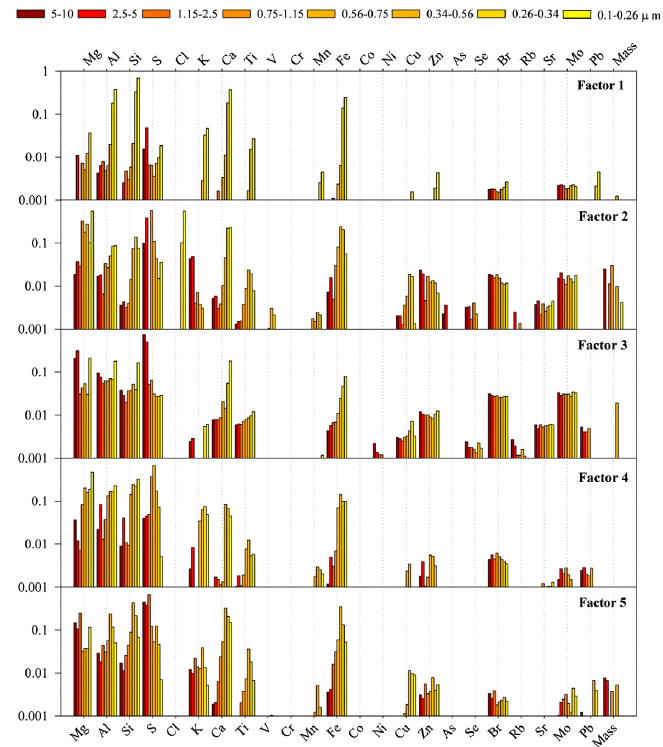 5-10 2.5-5 1.15-2.5 0.75-1.15 0.56-0.75 0.34-0.56 0.26-0.34 0.1-0.26 μ m
Mg Al Si S Cl K Ca Ti V Cr Mn Fe Co Ni Cu Zn As Se Br Rb Sr Mo Pb Mass
1
Factor 1
0.1
0.01
0.001
Factor 2
0.1
0.01
0.001
Factor 3
0.1
0.01
0.001
Factor 4
0.1
0.01
0.001
Factor 5
0.1
0.01
0.001
Mg Al Si S Cl K Ca Ti V Cr Mn Fe Co Ni Cu Zn As Se Br Rb Sr Mo Pb Mass